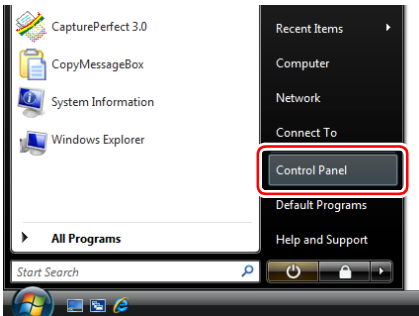 CapturePerfect 3.0
CopyMessageBox
System Information
Windows Explorer
All Programs
Start Search
Recent Items
Computer
Network
Connect To
Control Panel
Default Programs
Help and Support